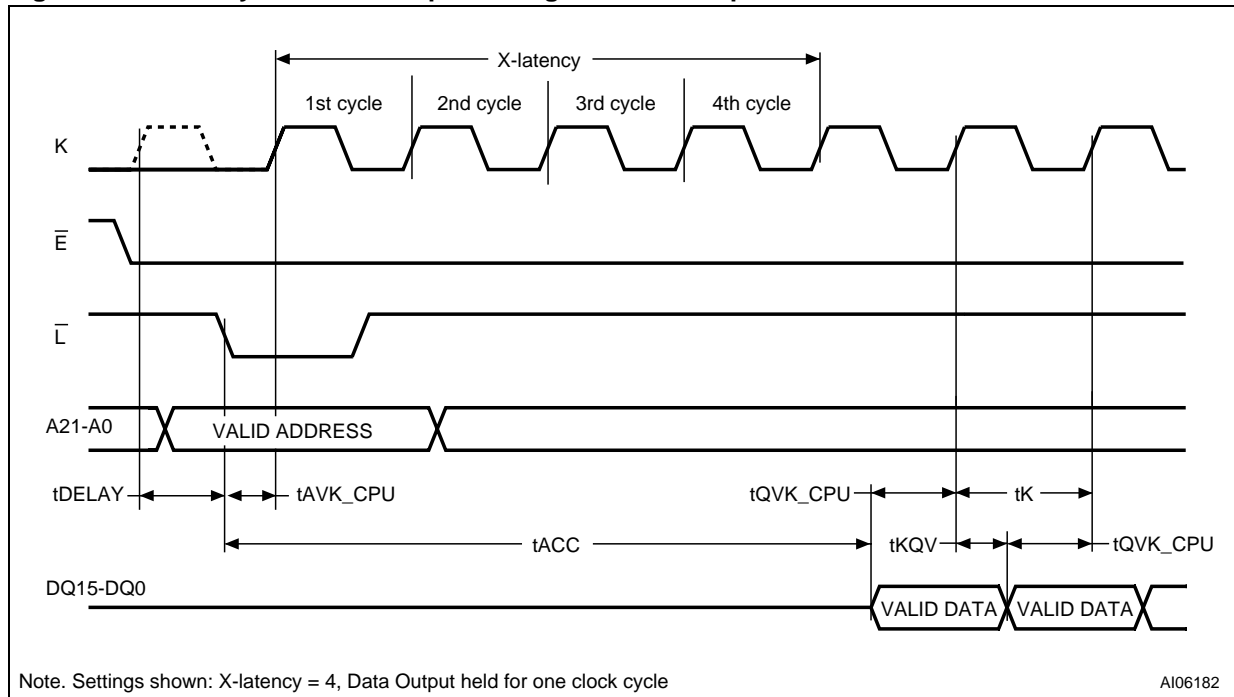 X-latency
1st cycle
2nd cycle
3rd cycle
4th cycle
K
E
L
A21-A0
VALID ADDRESS
tDELAY
tAVK_CPU
tQVK_CPU
tK
tACC
tKQV
tQVK_CPU
DQ15-DQ0
VALID DATA
VALID DATA
Note. Settings shown: X-latency = 4, Data Output held for one clock cycle
AI06182